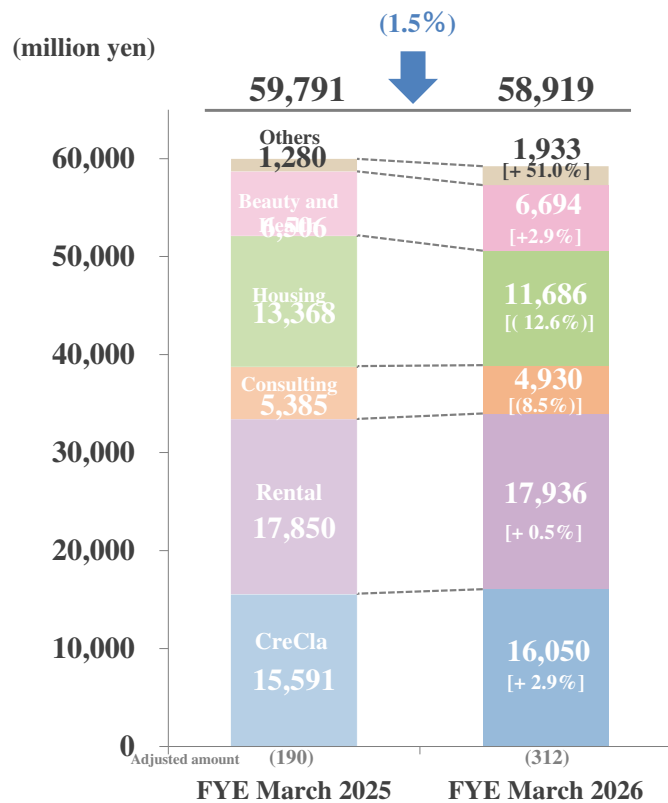 (1.5%)
(million yen)
59,791 58,919
60,000
50,000
40,000
30,000
20,000
10,000
0
Others
1,280
Beauty and
Health
6,506
Housing
13,368
Consulting
5,385
Rental
17,850
CreCla
15,591
1,933
[+ 51.0%]
6,694
[+2.9%]
11,686
[( 12.6%)]
4,930
[(8.5%)]
17,936
[+ 0.5%]
16,050
[+ 2.9%]
Adjusted amount (190) (312)
FYE March 2025 FYE March 2026